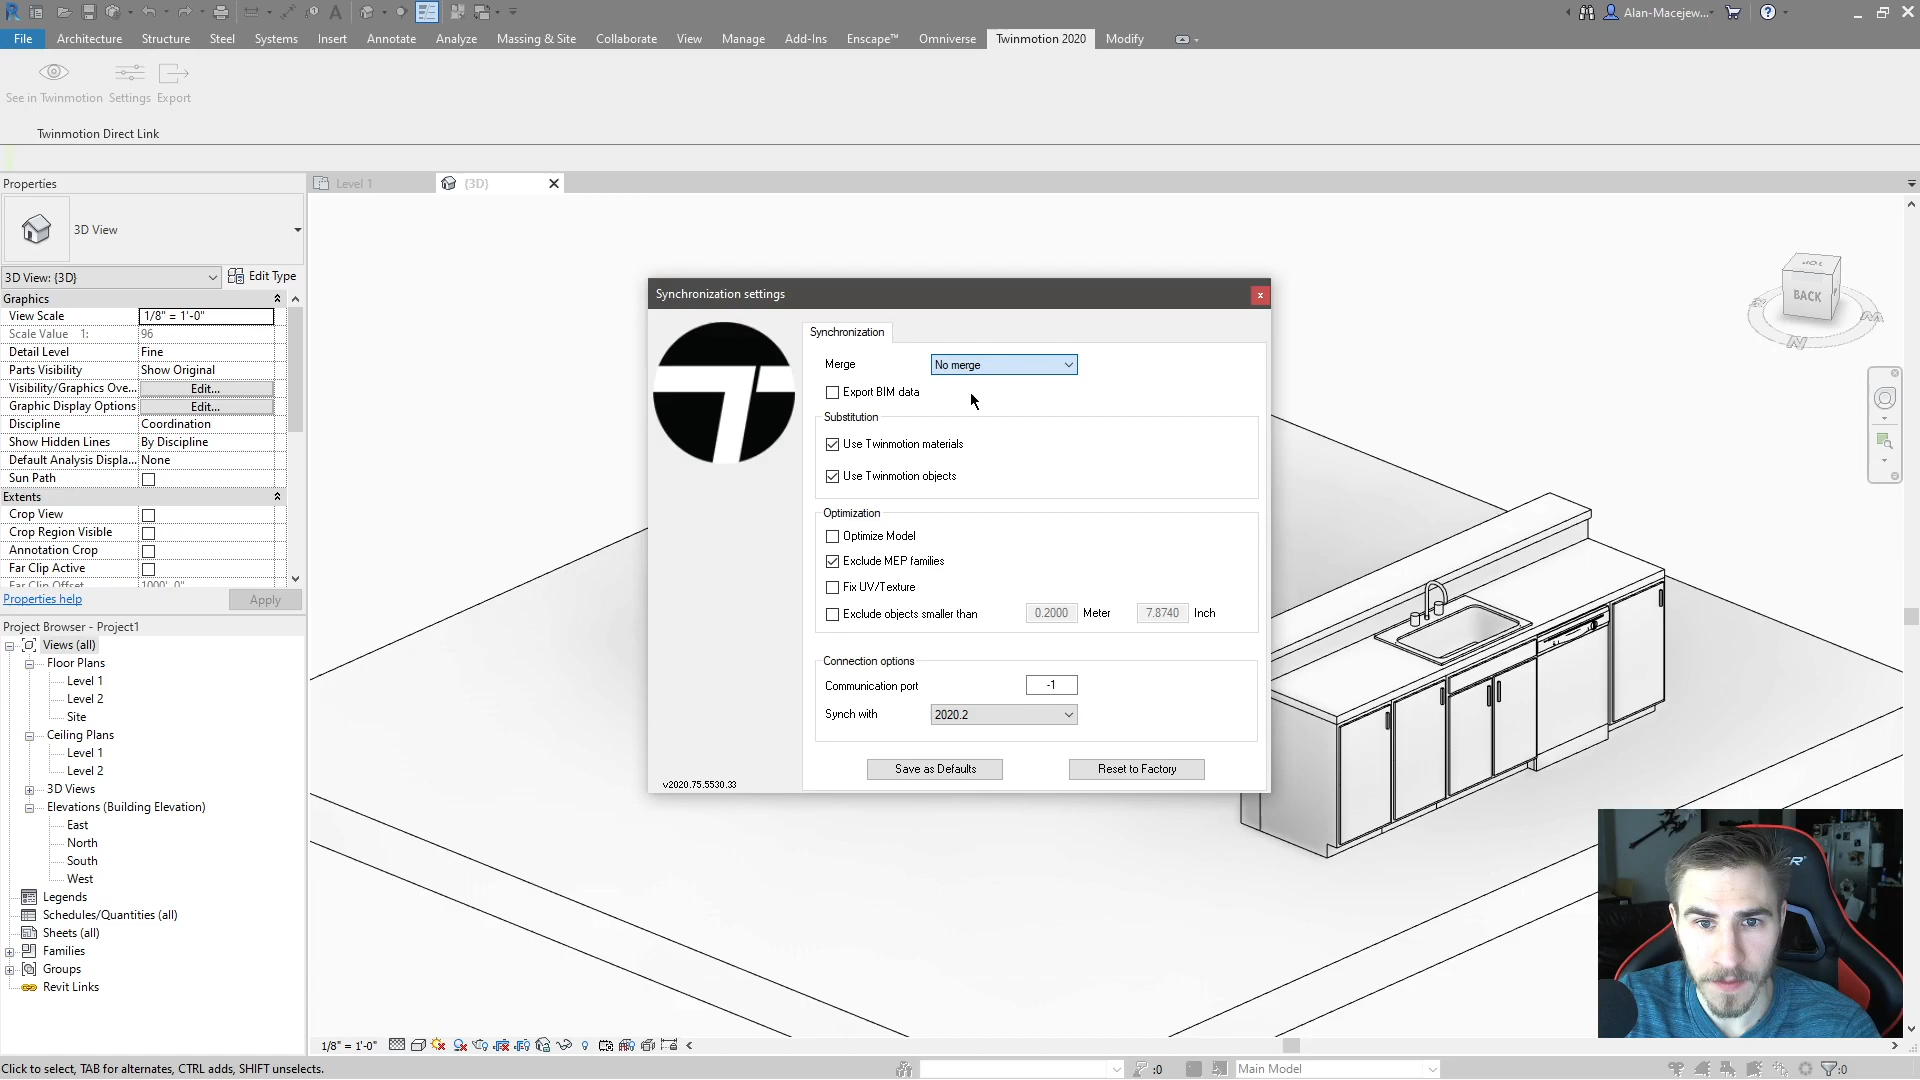 Alan-Macejew...
File
Architecture
Structure
Steel
Systems
Insert
Annotate
Analyze
Massing & Site
Collaborate
View
Manage
Add-Ins
Enscape™
Omniverse
Twinmotion 2020
Modify
See in Twinmotion
Settings
Export
Twinmotion Direct Link
Properties
Level 1
{3D}
3D View
3D View: {3D}
Edit Type
Graphics
View Scale
1/8" = 1'-0"
Scale Value 1:
96
Detail Level
Fine
Parts Visibility
Show Original
Visibility/Graphics Ove...
Edit...
Graphic Display Options
Edit...
Discipline
Coordination
Show Hidden Lines
By Discipline
Default Analysis Displa...
None
Sun Path
Extents
Crop View
Crop Region Visible
Annotation Crop
Far Clip Active
Far Clip Offset
1000' 0"
Properties help
Apply
Project Browser - Project1
Views (all)
Floor Plans
Level 1
Level 2
Site
Ceiling Plans
Level 1
Level 2
3D Views
Elevations (Building Elevation)
East
North
South
West
Legends
Schedules/Quantities (all)
Sheets (all)
Families
Groups
Revit Links
Synchronization settings
x
Synchronization
Merge
No merge
Export BIM data
Substitution
Use Twinmotion materials
Use Twinmotion objects
Optimization
Optimize Model
Exclude MEP families
Fix UV/Texture
Exclude objects smaller than
0.2000
Meter
7.8740
Inch
Connection options
Communication port
-1
Synch with
2020.2
Save as Defaults
Reset to Factory
v2020.75.5530.33
TOP
BACK
N
W
1/8" = 1'-0"
Click to select, TAB for alternates, CTRL adds, SHIFT unselects.
:0
Main Model
:0